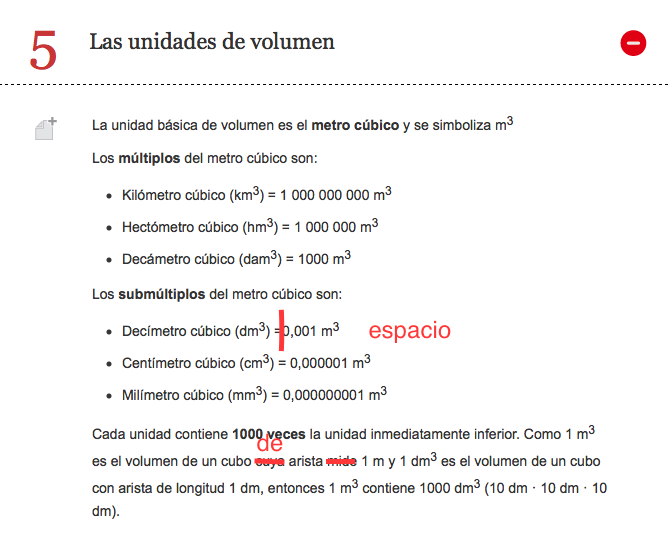 5 Las unidades de volumen
La unidad básica de volumen es el metro cúbico y se simboliza m³
Los múltiplos del metro cúbico son:
• Kilómetro cúbico (km³) = 1 000 000 000 m³
• Hectómetro cúbico (hm³) = 1 000 000 m³
• Decámetro cúbico (dam³) = 1000 m³
Los submúltiplos del metro cúbico son:
• Decímetro cúbico (dm³) =0,001 m³ espacio
• Centímetro cúbico (cm³) = 0,000001 m³
• Milímetro cúbico (mm³) = 0,000000001 m³
Cada unidad contiene 1000 veces la unidad inmediatamente inferior. Como 1 m³
de
es el volumen de un cubo cuya arista mide 1 m y 1 dm³ es el volumen de un cubo
con arista de longitud 1 dm, entonces 1 m³ contiene 1000 dm³ (10 dm · 10 dm · 10
dm).